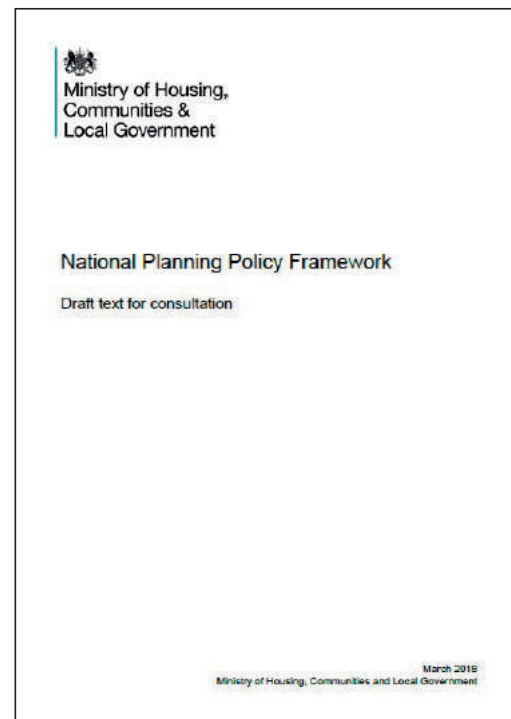 Ministry of Housing,
Communities &
Local Government
National Planning Policy Framework
Draft text for consultation
March 2018
Ministry of Housing, Communities and Local Government